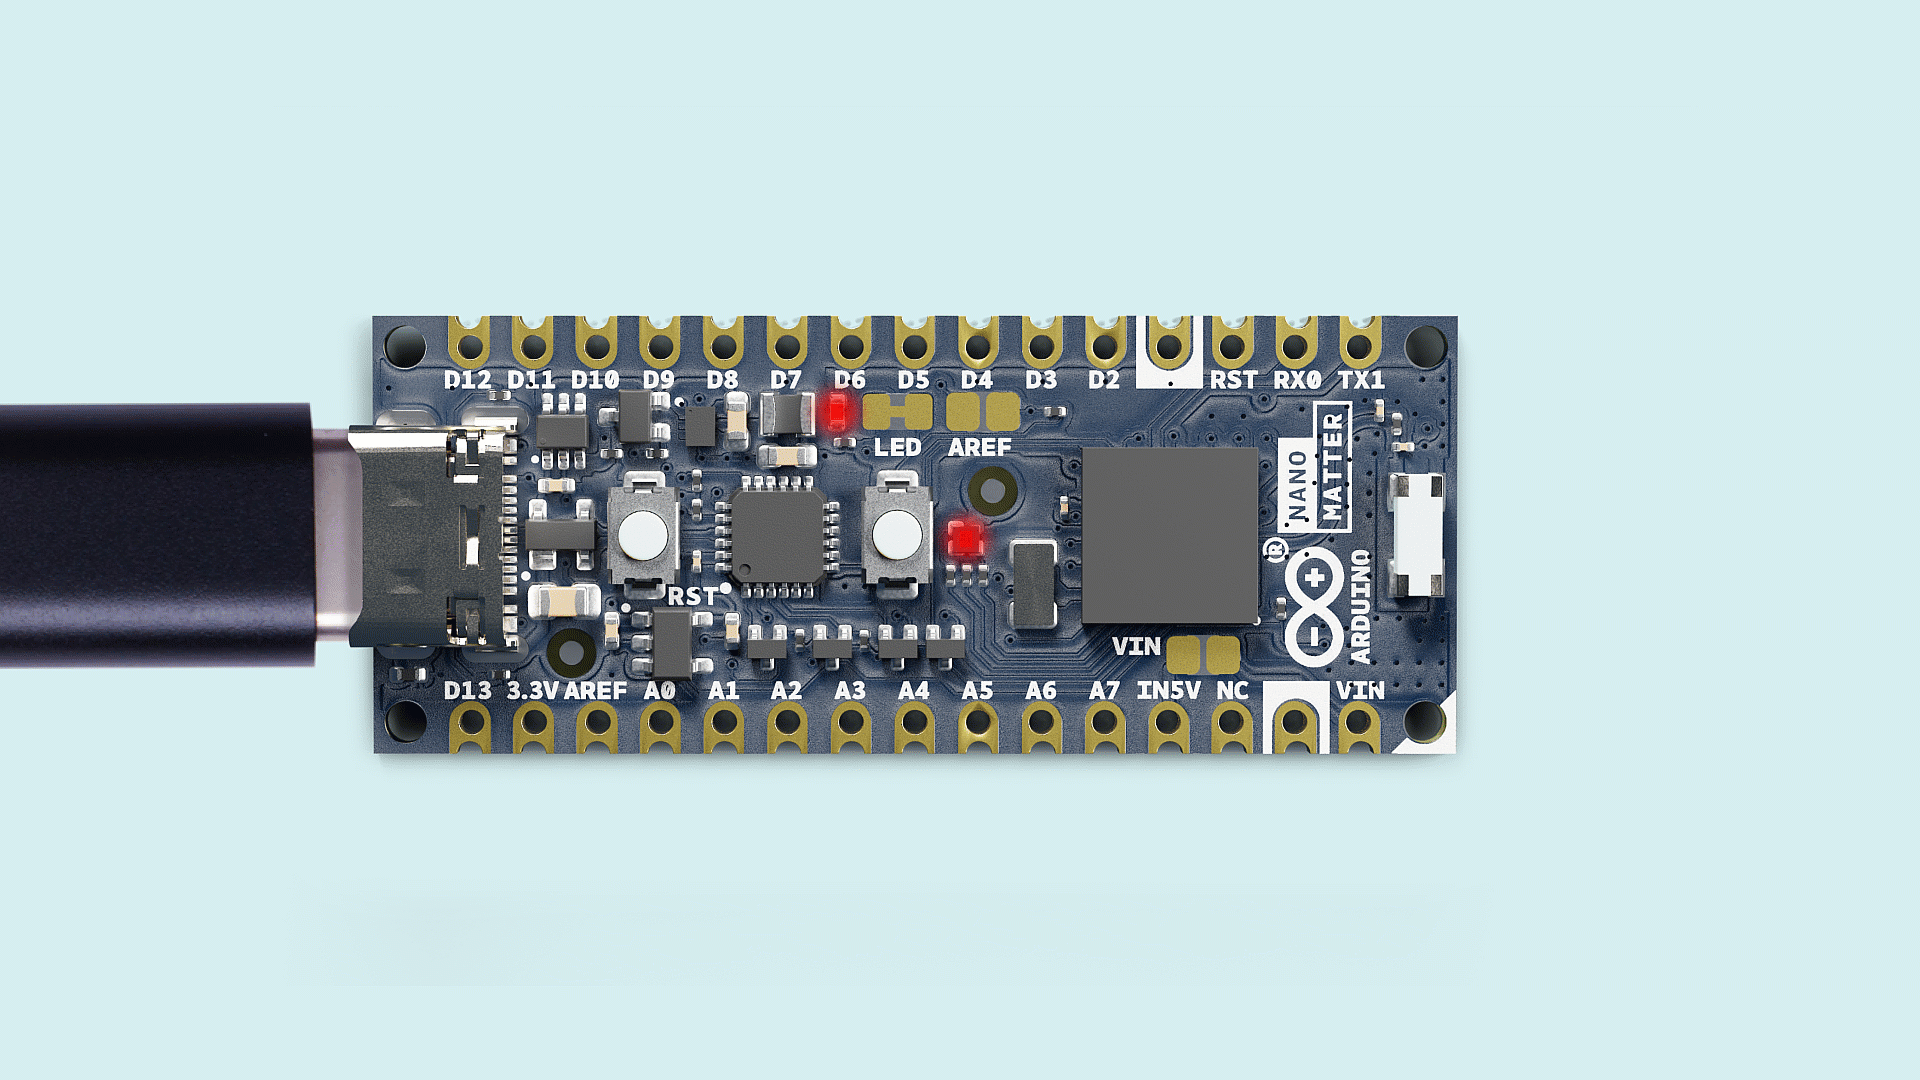 D12 D11 D10 D9 D8 D7 D6 D5 D4 D3 D2 RST RX0 TX1
LED AREF
NANO
MATTER
®
ARDUINO
RST
VIN
D13 3.3V AREF A0 A1 A2 A3 A4 A5 A6 A7 IN5V NC VIN